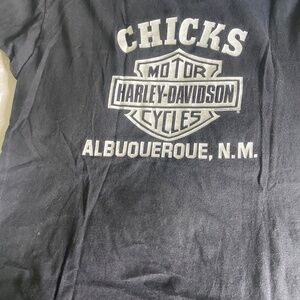 CHICKS
MOTOR
HARLEY-DAVIDSON
CYCLES
ALBUQUERQUE, N.M.